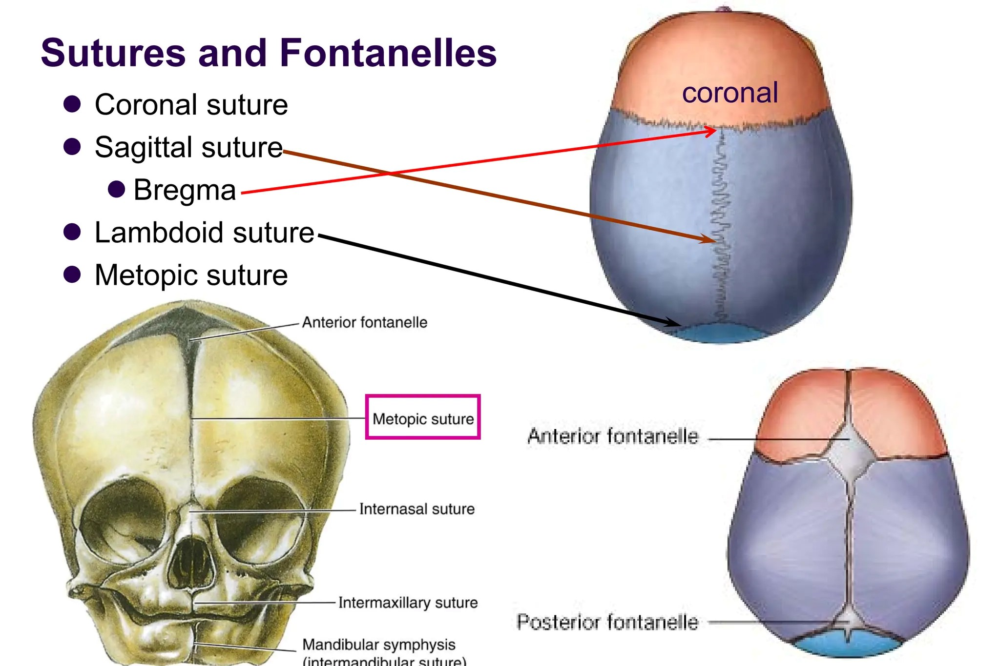 Sutures and Fontanelles
Coronal suture
Sagittal suture
Bregma
Lambdoid suture
Metopic suture
coronal
Anterior fontanelle
Metopic suture
Internasal suture
Intermaxillary suture
Mandibular symphysis
(intermandibular suture)
Anterior fontanelle
Posterior fontanelle